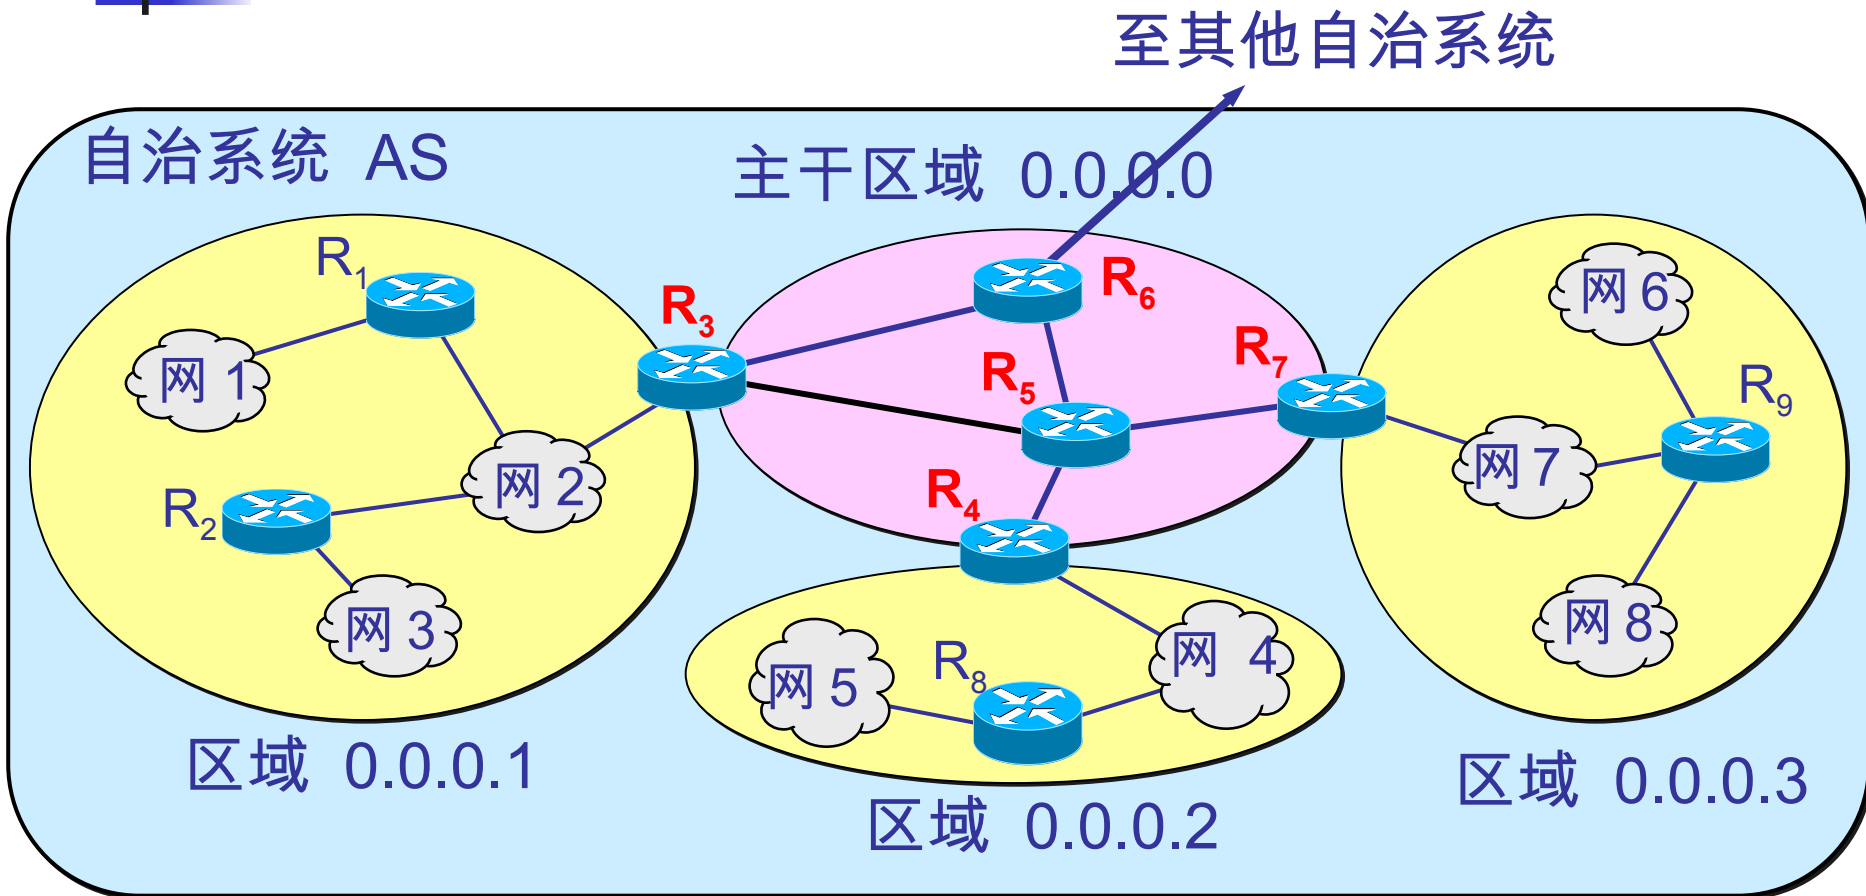 至其他自治系统
自治系统 AS
主干区域 0.0.0.0
R1
网 1
R2
网 2
网 3
区域 0.0.0.1
R3
R6
R5
R7
R4
网 5
R8
网 4
区域 0.0.0.2
网 6
R9
网 7
网 8
区域 0.0.0.3